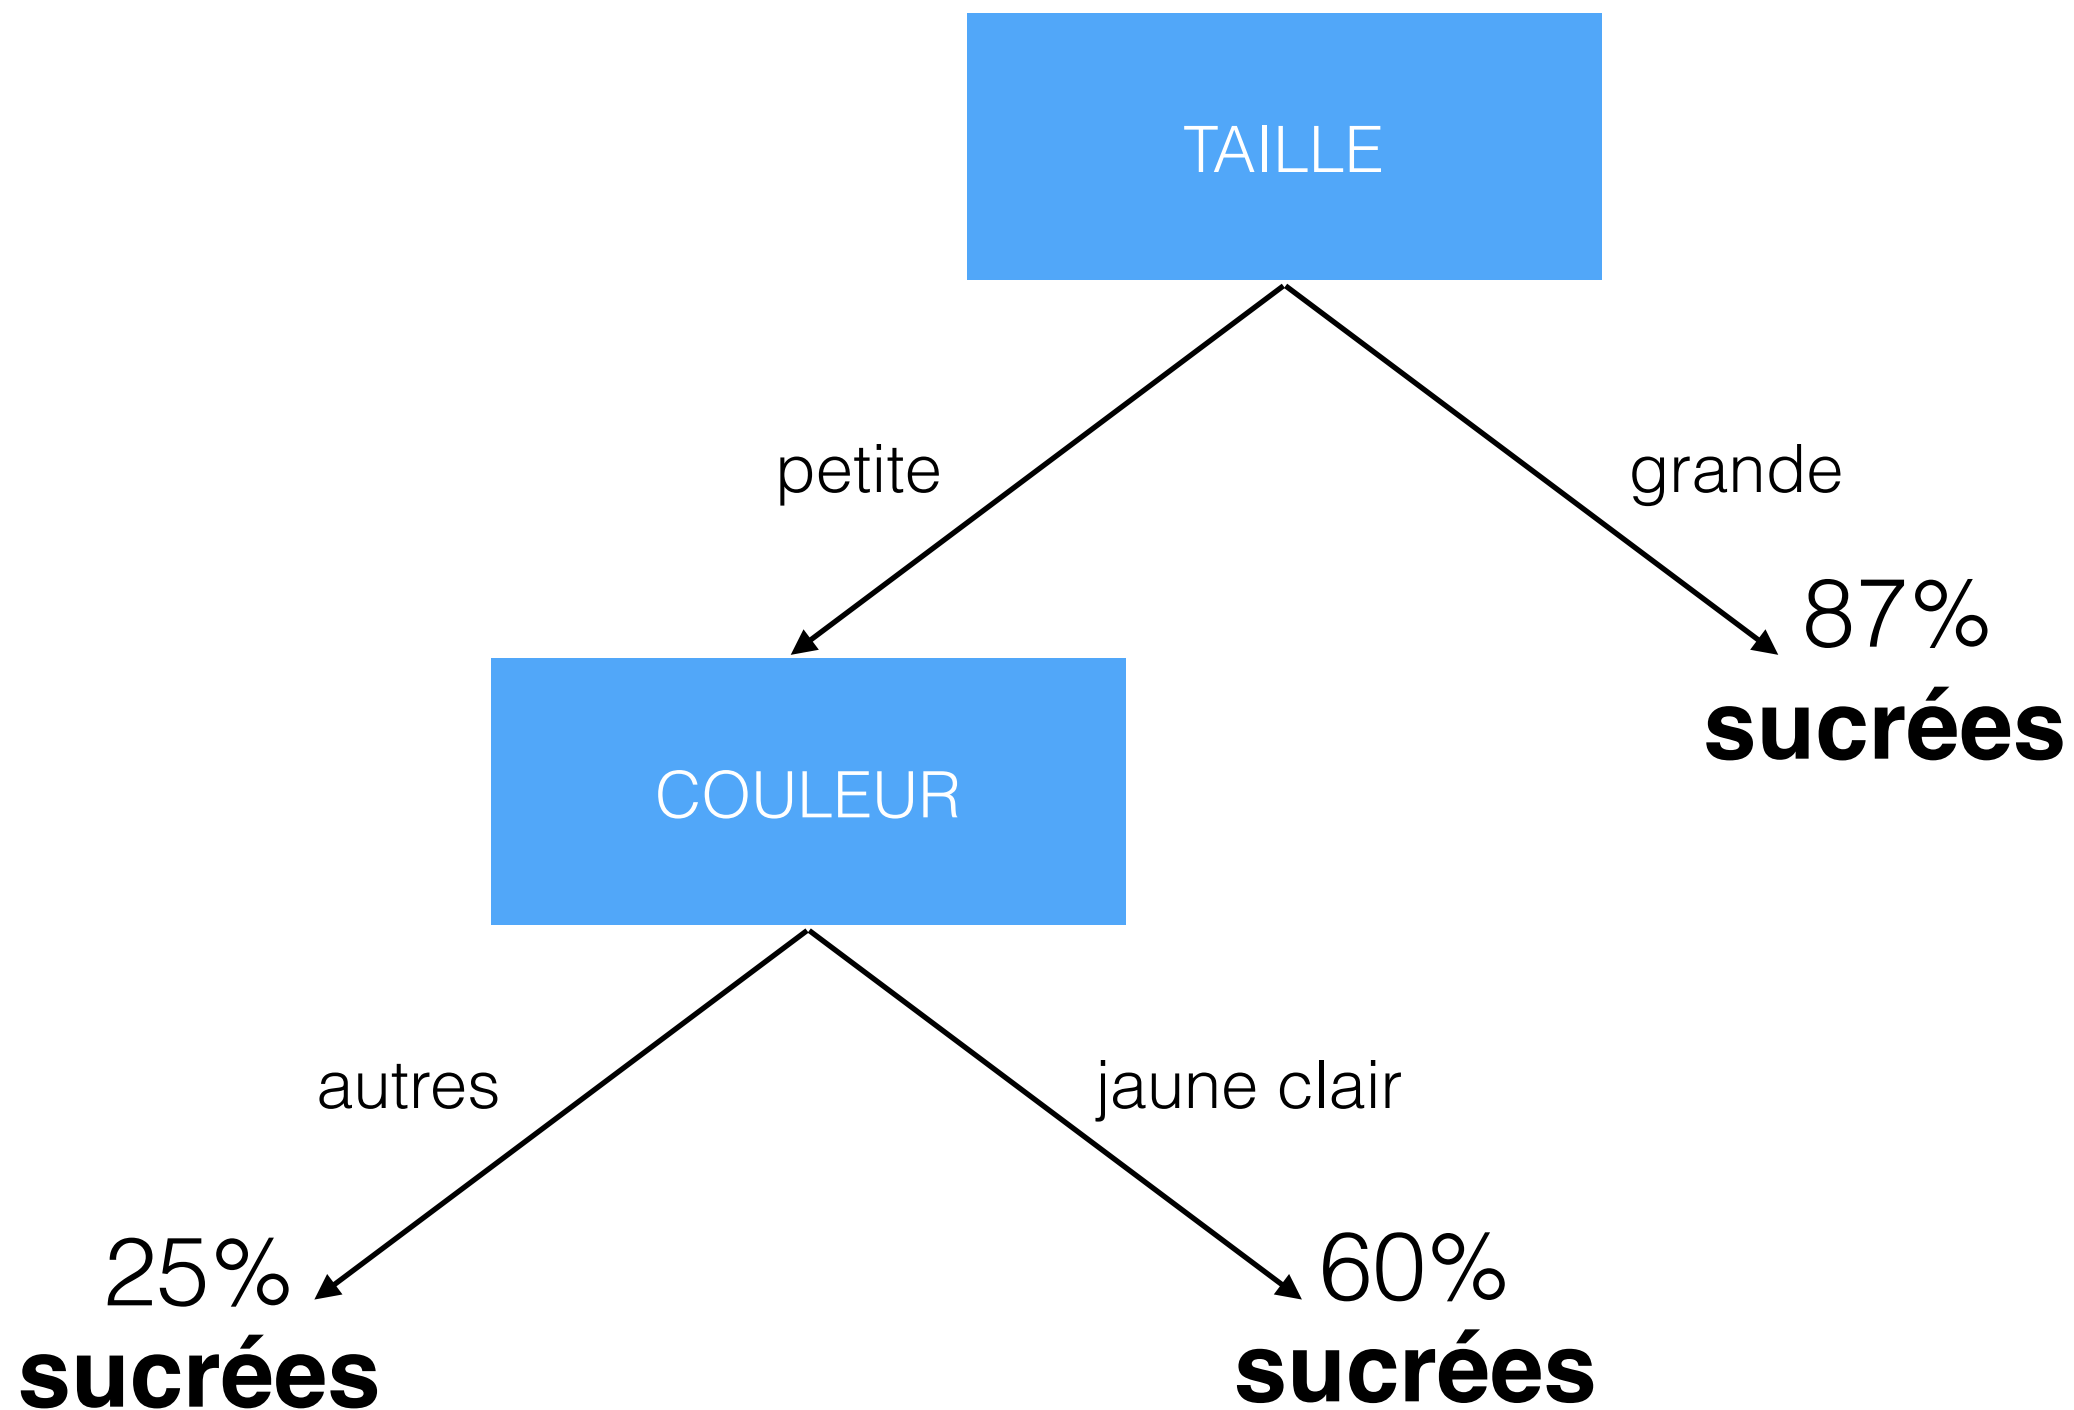 TAILLE
petite
grande
87%
sucrées
COULEUR
autres
jaune clair
25%
sucrées
60%
sucrées